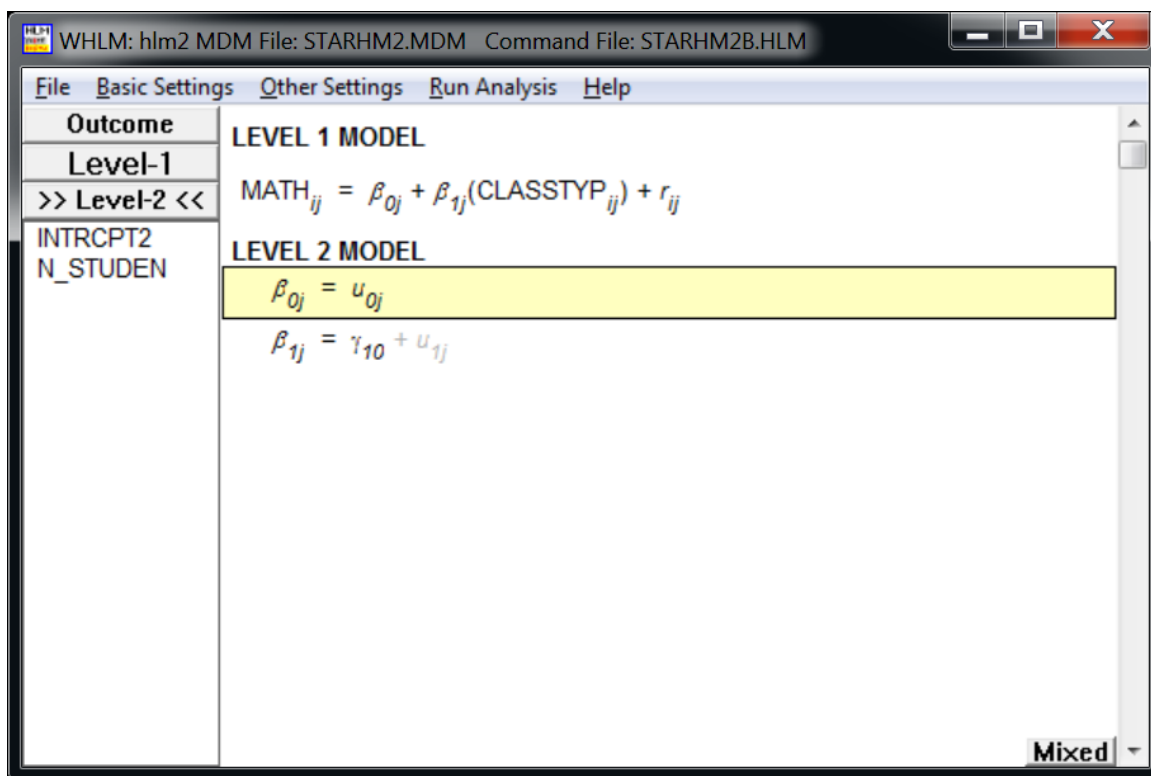 WHLM: hlm2 MDM File: STARHM2.MDM Command File: STARHM2B.HLM
File Basic Settings Other Settings Run Analysis Help
Outcome
Level-1
>> Level-2 <<
INTRCPT2
N_STUDEN
LEVEL 1 MODEL
MATHᵢⱼ = β₀ⱼ + β₁ⱼ(CLASSTYPᵢⱼ) + rᵢⱼ
LEVEL 2 MODEL
β₀ⱼ = u₀ⱼ
β₁ⱼ = γ₁₀ + u₁ⱼ
Mixed